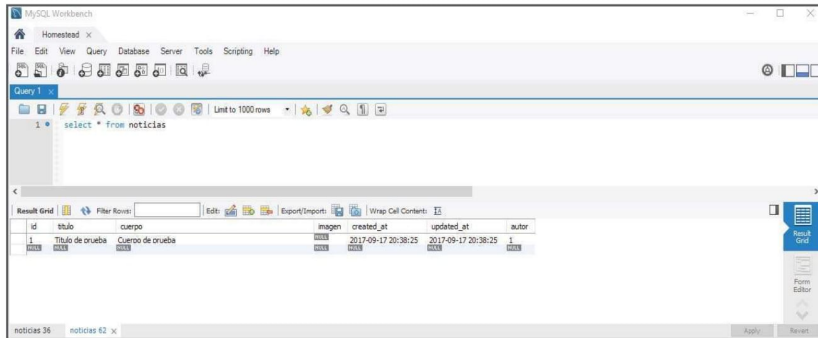 MySQL Workbench
Homestead
File Edit View Query Database Server Tools Scripting Help
Query 1
Limit to 1000 rows
1 select * from noticias
Result Grid Filter Rows: Edit: Export/Import: Wrap Cell Content:
id titulo cuerpo imagen created_at updated_at autor
1 Titulo de prueba Cuerpo de prueba NULL 2017-09-17 20:38:25 2017-09-17 20:38:25 1
NULL NULL NULL NULL NULL NULL NULL
Result Grid
Form Editor
noticias 36 noticias 62 Apply Revert